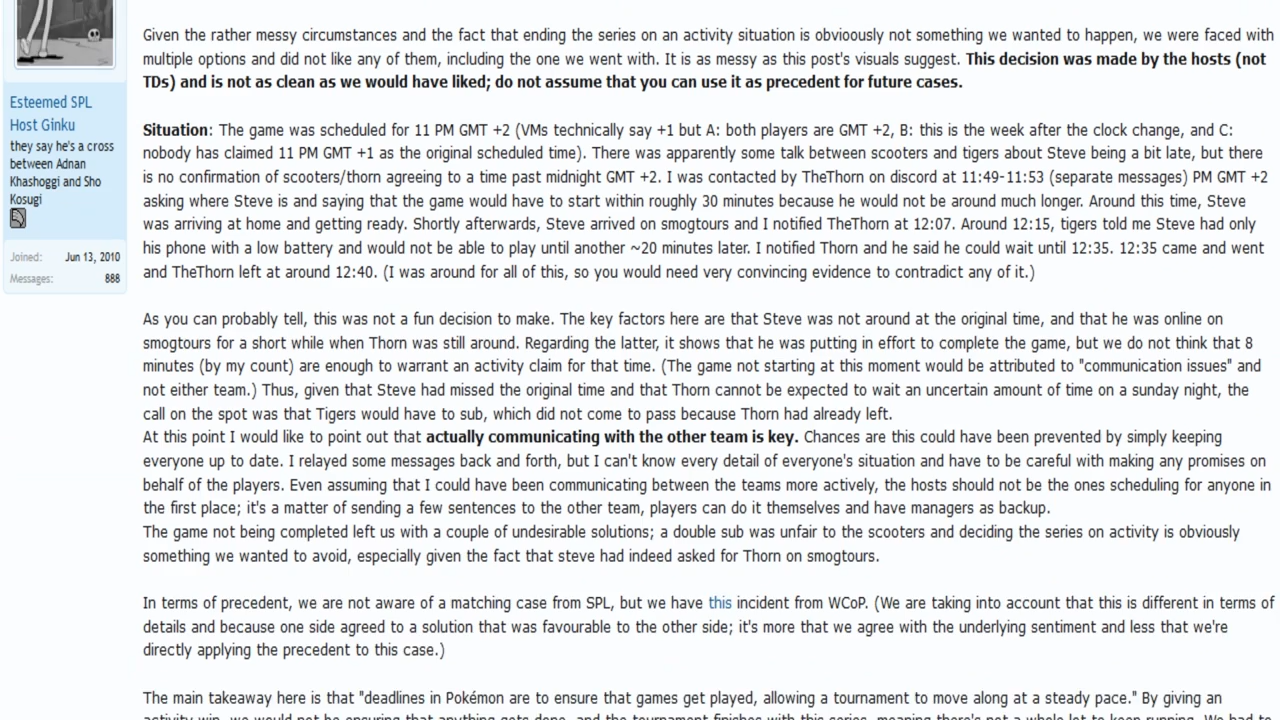 Given the rather messy circumstances and the fact that ending the series on an activity situation is obvioously not something we wanted to happen, we were faced with
multiple options and did not like any of them, including the one we went with. It is as messy as this post's visuals suggest. This decision was made by the hosts (not
TDs) and is not as clean as we would have liked; do not assume that you can use it as precedent for future cases.
Esteemed SPL
Host Ginku
they say he's a cross
between Adnan
Khashoggi and Sho
Kosugi
Joined: Jun 13, 2010
Messages: 888
Situation: The game was scheduled for 11 PM GMT +2 (VMs technically say +1 but A: both players are GMT +2, B: this is the week after the clock change, and C:
nobody has claimed 11 PM GMT +1 as the original scheduled time). There was apparently some talk between scooters and tigers about Steve being a bit late, but there
is no confirmation of scooters/thorn agreeing to a time past midnight GMT +2. I was contacted by TheThorn on discord at 11:49-11:53 (separate messages) PM GMT +2
asking where Steve is and saying that the game would have to start within roughly 30 minutes because he would not be around much longer. Around this time, Steve
was arriving at home and getting ready. Shortly afterwards, Steve arrived on smogtours and I notified TheThorn at 12:07. Around 12:15, tigers told me Steve had only
his phone with a low battery and would not be able to play until another ~20 minutes later. I notified Thorn and he said he could wait until 12:35. 12:35 came and went
and TheThorn left at around 12:40. (I was around for all of this, so you would need very convincing evidence to contradict any of it.)
As you can probably tell, this was not a fun decision to make. The key factors here are that Steve was not around at the original time, and that he was online on
smogtours for a short while when Thorn was still around. Regarding the latter, it shows that he was putting in effort to complete the game, but we do not think that 8
minutes (by my count) are enough to warrant an activity claim for that time. (The game not starting at this moment would be attributed to "communication issues" and
not either team.) Thus, given that Steve had missed the original time and that Thorn cannot be expected to wait an uncertain amount of time on a sunday night, the
call on the spot was that Tigers would have to sub, which did not come to pass because Thorn had already left.
At this point I would like to point out that actually communicating with the other team is key. Chances are this could have been prevented by simply keeping
everyone up to date. I relayed some messages back and forth, but I can't know every detail of everyone's situation and have to be careful with making any promises on
behalf of the players. Even assuming that I could have been communicating between the teams more actively, the hosts should not be the ones scheduling for anyone in
the first place; it's a matter of sending a few sentences to the other team, players can do it themselves and have managers as backup.
The game not being completed left us with a couple of undesirable solutions; a double sub was unfair to the scooters and deciding the series on activity is obviously
something we wanted to avoid, especially given the fact that steve had indeed asked for Thorn on smogtours.
In terms of precedent, we are not aware of a matching case from SPL, but we have this incident from WCoP. (We are taking into account that this is different in terms of
details and because one side agreed to a solution that was favourable to the other side; it's more that we agree with the underlying sentiment and less that we're
directly applying the precedent to this case.)
The main takeaway here is that "deadlines in Pokémon are to ensure that games get played, allowing a tournament to move along at a steady pace." By giving an
activity win, we would not be ensuring that anything gets done, and the tournament finishes with this series, meaning there's not a whole lot to keep running. We had to